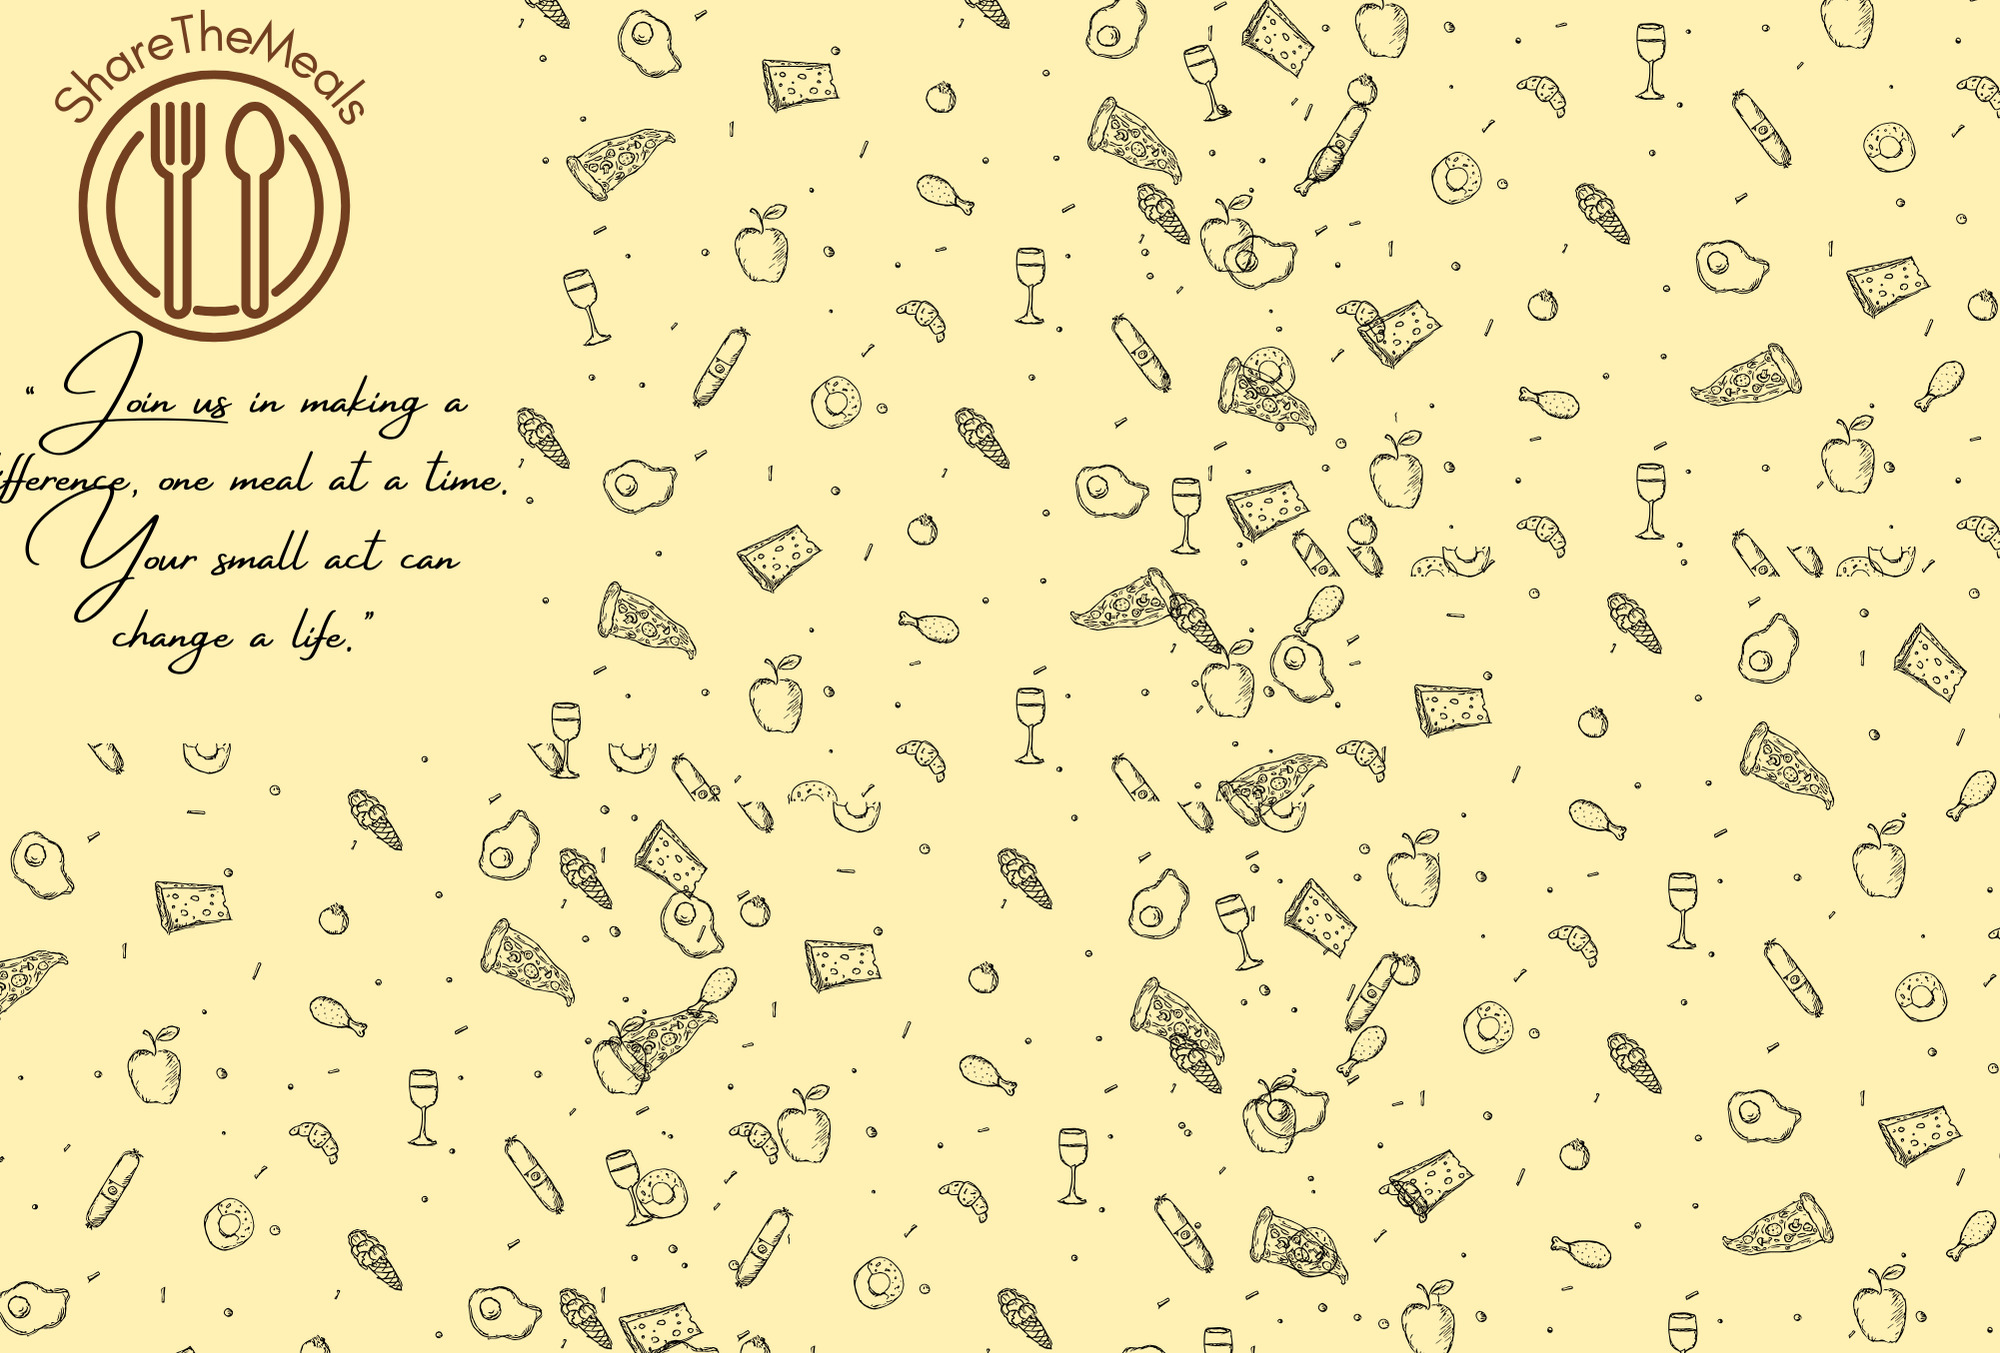 ShareTheMeals
“ Join us in making a
ifference, one meal at a time.
Your small act can
change a life.”